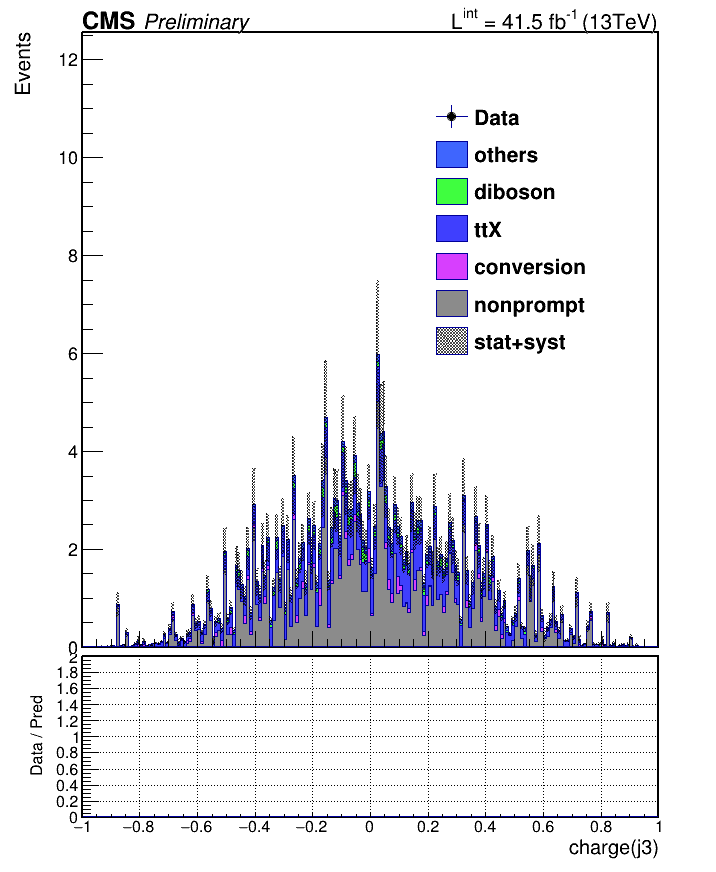 CMS Preliminary L^int = 41.5 fb^-1 (13TeV)
Events
12
10
8
6
4
2
0
Data
others
diboson
ttX
conversion
nonprompt
stat+syst
Data / Pred
2
1.8
1.6
1.4
1.2
1
0.8
0.6
0.4
0.2
0
−1 −0.8 −0.6 −0.4 −0.2 0 0.2 0.4 0.6 0.8 1
charge(j3)